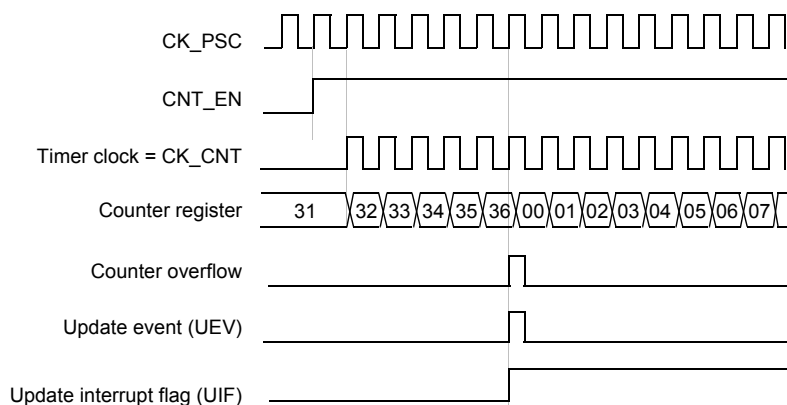 CK_PSC
CNT_EN
Timer clock = CK_CNT
Counter register 31 32 33 34 35 36 00 01 02 03 04 05 06 07
Counter overflow
Update event (UEV)
Update interrupt flag (UIF)